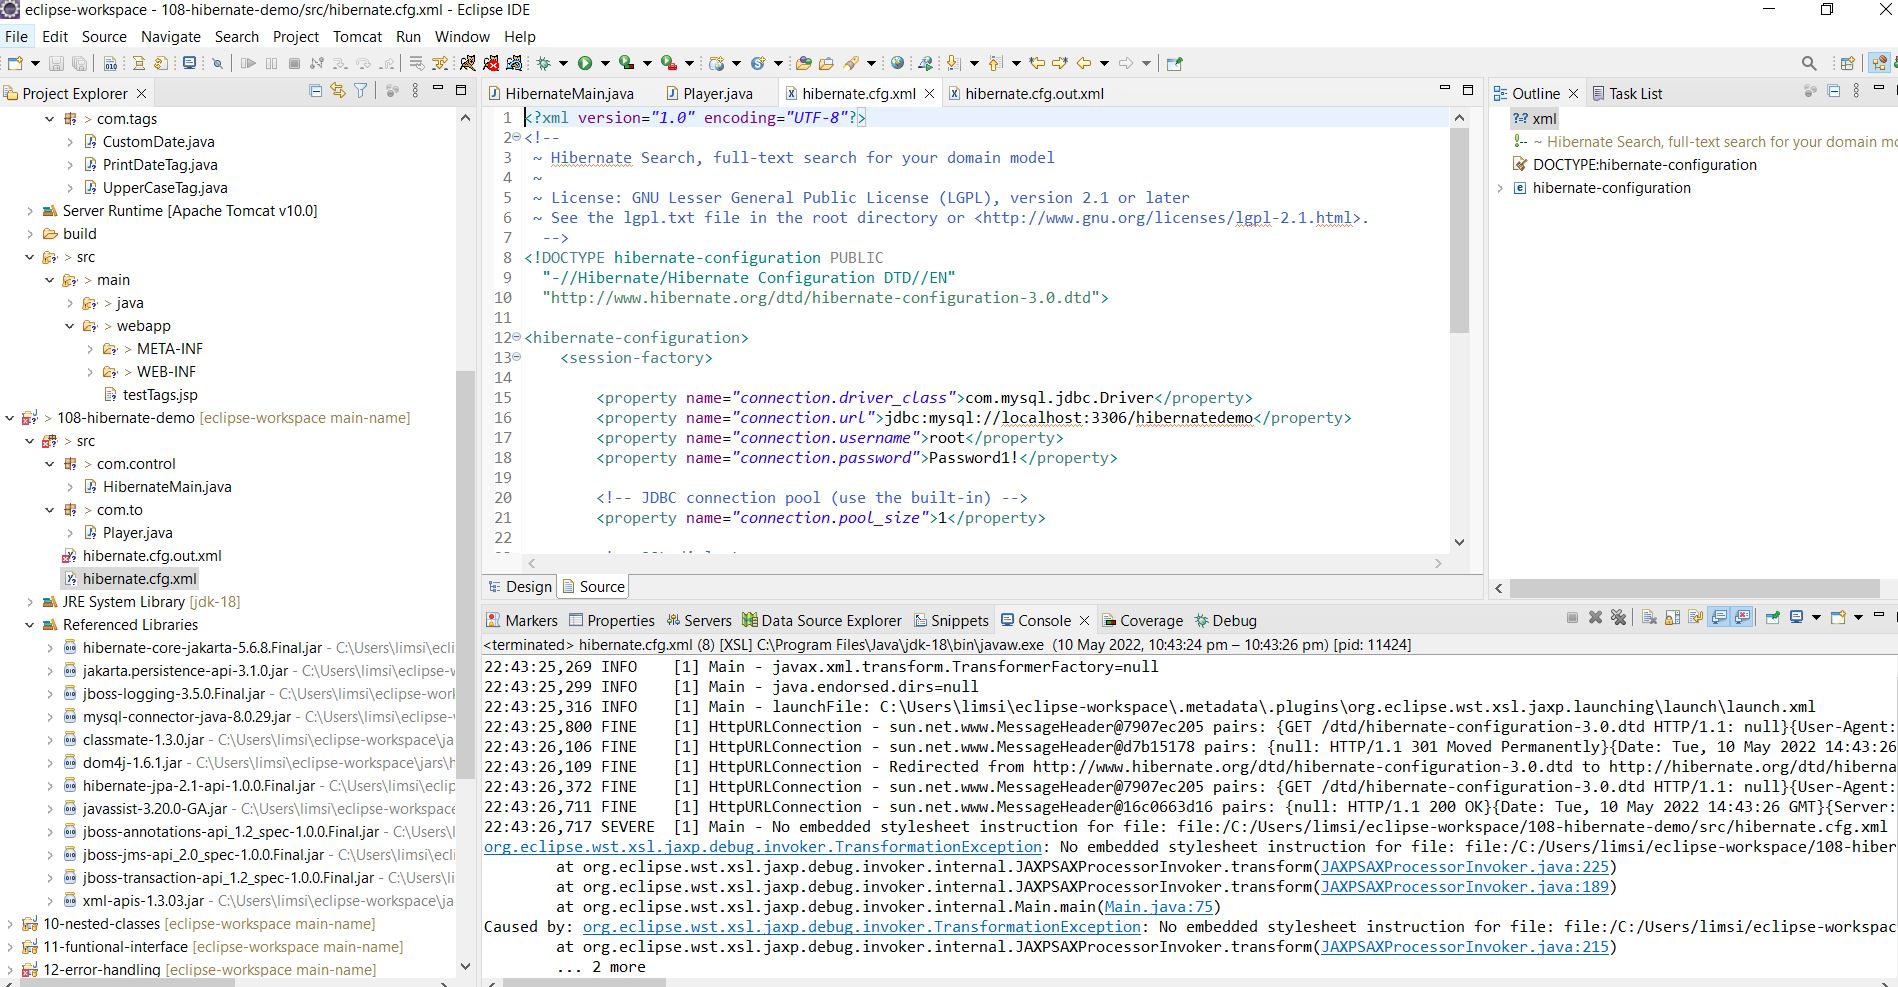 eclipse-workspace - 108-hibernate-demo/src/hibernate.cfg.xml - Eclipse IDE
File Edit Source Navigate Search Project Tomcat Run Window Help
Project Explorer
com.tags
CustomDate.java
PrintDateTag.java
UpperCaseTag.java
Server Runtime [Apache Tomcat v10.0]
build
> src
> main
> java
> webapp
> META-INF
> WEB-INF
testTags.jsp
> 108-hibernate-demo [eclipse-workspace main-name]
> src
> com.control
HibernateMain.java
> com.to
Player.java
hibernate.cfg.out.xml
hibernate.cfg.xml
JRE System Library [jdk-18]
Referenced Libraries
hibernate-core-jakarta-5.6.8.Final.jar - C:\Users\limsi\ecli
jakarta.persistence-api-3.1.0.jar - C:\Users\limsi\eclipse-
jboss-logging-3.5.0.Final.jar - C:\Users\limsi\eclipse-wor
mysql-connector-java-8.0.29.jar - C:\Users\limsi\eclipse-
classmate-1.3.0.jar - C:\Users\limsi\eclipse-workspace\ja
dom4j-1.6.1.jar - C:\Users\limsi\eclipse-workspace\jars\h
hibernate-jpa-2.1-api-1.0.0.Final.jar - C:\Users\limsi\eclip
javassist-3.20.0-GA.jar - C:\Users\limsi\eclipse-workspace
jboss-annotations-api_1.2_spec-1.0.0.Final.jar - C:\Users\l
jboss-jms-api_2.0_spec-1.0.0.Final.jar - C:\Users\limsi\ecl
jboss-transaction-api_1.2_spec-1.0.0.Final.jar - C:\Users\li
xml-apis-1.3.03.jar - C:\Users\limsi\eclipse-workspace\ja
10-nested-classes [eclipse-workspace main-name]
11-funtional-interface [eclipse-workspace main-name]
12-error-handling [eclipse-workspace main-name]
HibernateMain.java Player.java hibernate.cfg.xml hibernate.cfg.out.xml
1 <?xml version="1.0" encoding="UTF-8"?>
2 <!--
3 ~ Hibernate Search, full-text search for your domain model
4 ~
5 ~ License: GNU Lesser General Public License (LGPL), version 2.1 or later
6 ~ See the lgpl.txt file in the root directory or <http://www.gnu.org/licenses/lgpl-2.1.html>.
7 -->
8 <!DOCTYPE hibernate-configuration PUBLIC
9 "-//Hibernate/Hibernate Configuration DTD//EN"
10 "http://www.hibernate.org/dtd/hibernate-configuration-3.0.dtd">
11
12 <hibernate-configuration>
13 <session-factory>
14
15 <property name="connection.driver_class">com.mysql.jdbc.Driver</property>
16 <property name="connection.url">jdbc:mysql://localhost:3306/hibernatedemo</property>
17 <property name="connection.username">root</property>
18 <property name="connection.password">Password1!</property>
19
20 <!-- JDBC connection pool (use the built-in) -->
21 <property name="connection.pool_size">1</property>
22
Design Source
Outline Task List
?=? xml
~ Hibernate Search, full-text search for your domain mo
DOCTYPE:hibernate-configuration
hibernate-configuration
Markers Properties Servers Data Source Explorer Snippets Console Coverage Debug
<terminated> hibernate.cfg.xml (8) [XSL] C:\Program Files\Java\jdk-18\bin\javaw.exe (10 May 2022, 10:43:24 pm – 10:43:26 pm) [pid: 11424]
22:43:25,269 INFO [1] Main - javax.xml.transform.TransformerFactory=null
22:43:25,299 INFO [1] Main - java.endorsed.dirs=null
22:43:25,316 INFO [1] Main - launchFile: C:\Users\limsi\eclipse-workspace\.metadata\.plugins\org.eclipse.wst.xsl.jaxp.launching\launch\launch.xml
22:43:25,800 FINE [1] HttpURLConnection - sun.net.www.MessageHeader@7907ec205 pairs: {GET /dtd/hibernate-configuration-3.0.dtd HTTP/1.1: null}{User-Agent:
22:43:26,106 FINE [1] HttpURLConnection - sun.net.www.MessageHeader@d7b15178 pairs: {null: HTTP/1.1 301 Moved Permanently}{Date: Tue, 10 May 2022 14:43:26
22:43:26,109 FINE [1] HttpURLConnection - Redirected from http://www.hibernate.org/dtd/hibernate-configuration-3.0.dtd to http://hibernate.org/dtd/hiberna
22:43:26,372 FINE [1] HttpURLConnection - sun.net.www.MessageHeader@7907ec205 pairs: {GET /dtd/hibernate-configuration-3.0.dtd HTTP/1.1: null}{User-Agent:
22:43:26,711 FINE [1] HttpURLConnection - sun.net.www.MessageHeader@16c0663d16 pairs: {null: HTTP/1.1 200 OK}{Date: Tue, 10 May 2022 14:43:26 GMT}{Server:
22:43:26,717 SEVERE [1] Main - No embedded stylesheet instruction for file: file:/C:/Users/limsi/eclipse-workspace/108-hibernate-demo/src/hibernate.cfg.xml
org.eclipse.wst.xsl.jaxp.debug.invoker.TransformationException: No embedded stylesheet instruction for file: file:/C:/Users/limsi/eclipse-workspace/108-hiber
at org.eclipse.wst.xsl.jaxp.debug.invoker.internal.JAXPSAXProcessorInvoker.transform(JAXPSAXProcessorInvoker.java:225)
at org.eclipse.wst.xsl.jaxp.debug.invoker.internal.JAXPSAXProcessorInvoker.transform(JAXPSAXProcessorInvoker.java:189)
at org.eclipse.wst.xsl.jaxp.debug.invoker.internal.Main.main(Main.java:75)
Caused by: org.eclipse.wst.xsl.jaxp.debug.invoker.TransformationException: No embedded stylesheet instruction for file: file:/C:/Users/limsi/eclipse-workspac
at org.eclipse.wst.xsl.jaxp.debug.invoker.internal.JAXPSAXProcessorInvoker.transform(JAXPSAXProcessorInvoker.java:215)
... 2 more